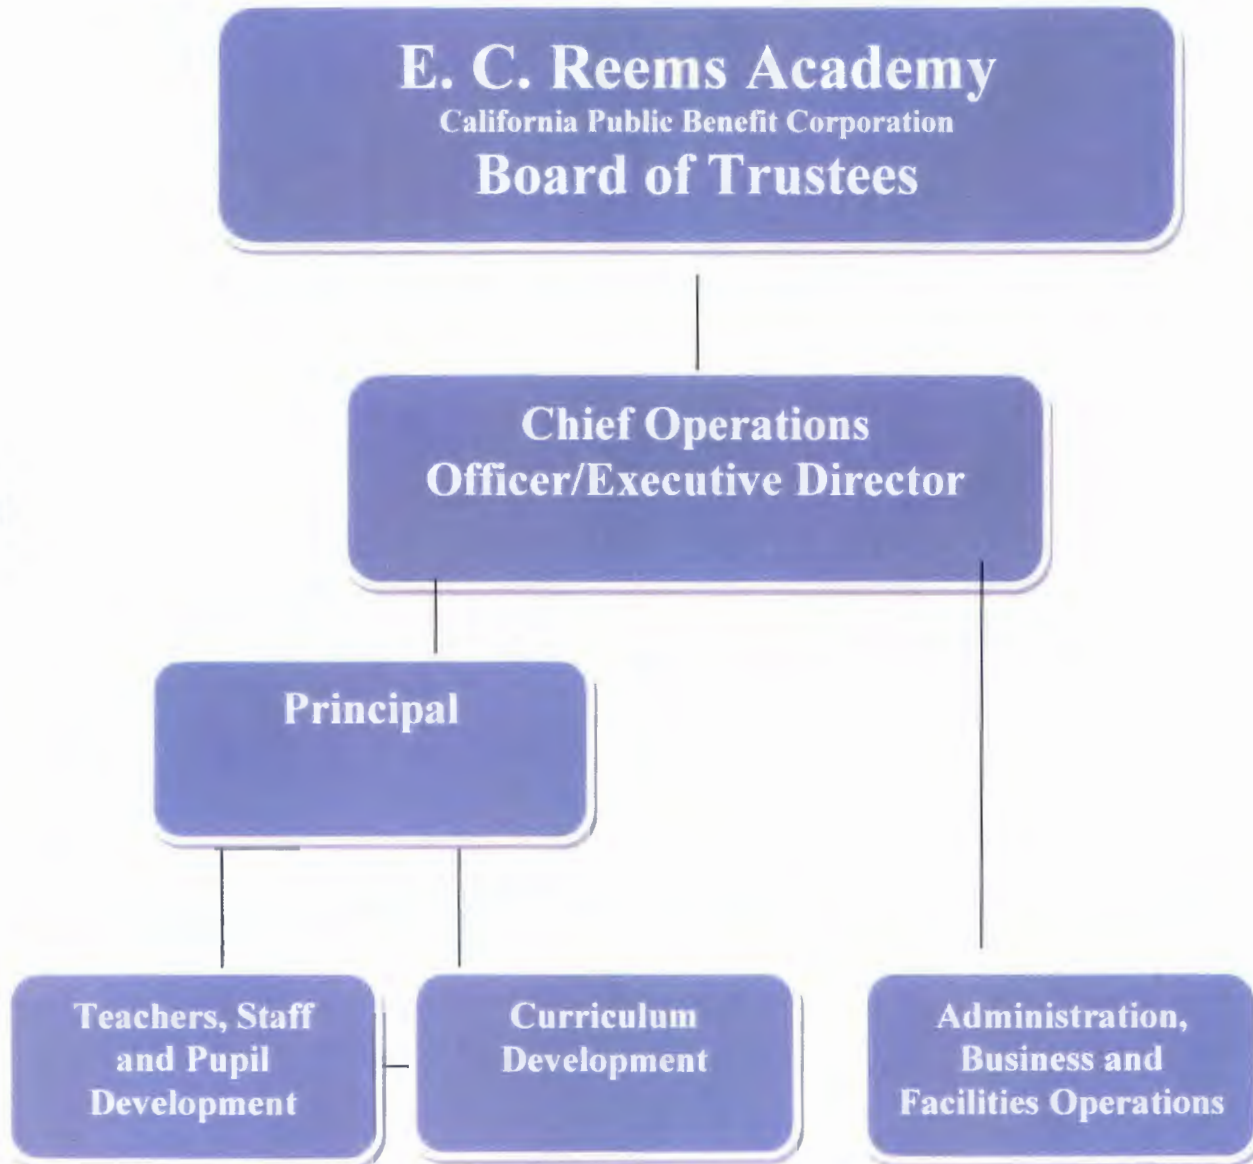 E. C. Reems Academy
California Public Benefit Corporation
Board of Trustees
Chief Operations
Officer/Executive Director
Principal
Teachers, Staff
and Pupil
Development
Curriculum
Development
Administration,
Business and
Facilities Operations